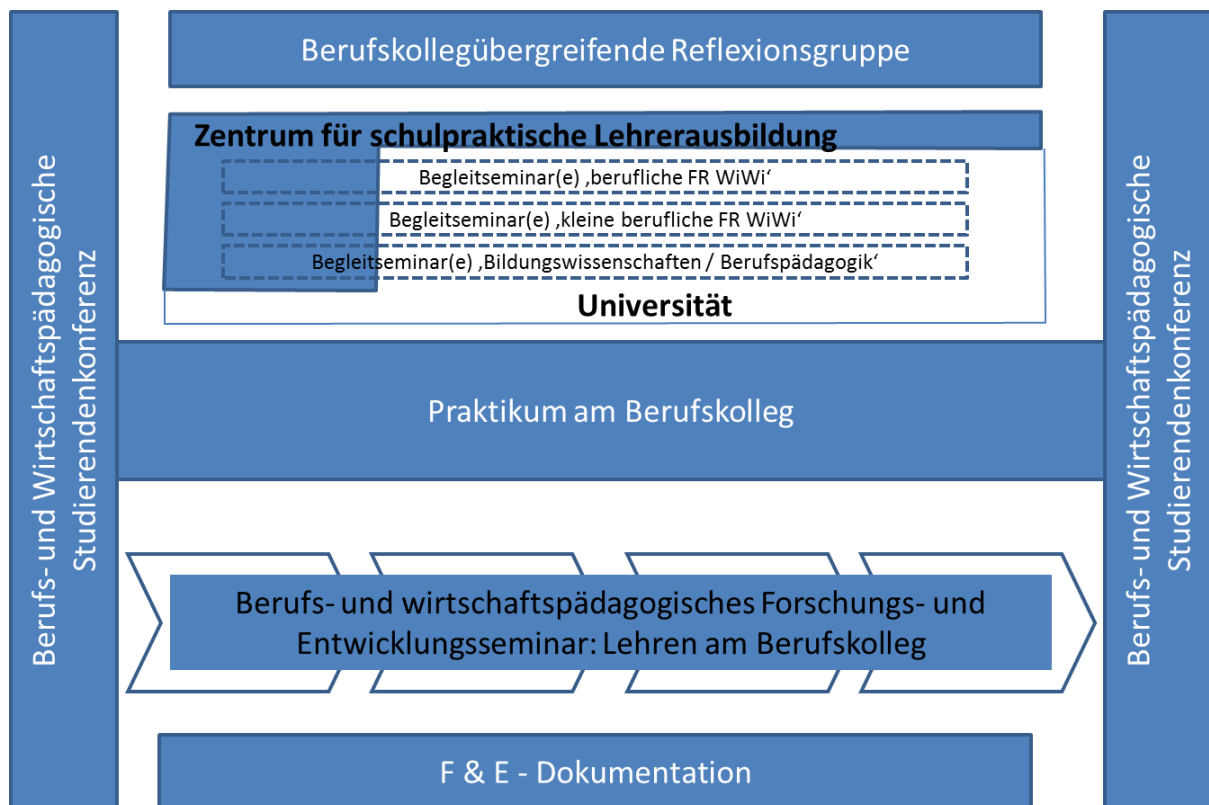 Berufs- und Wirtschaftspädagogische
Studierendenkonferenz
Berufskollegübergreifende Reflexionsgruppe
Zentrum für schulpraktische Lehrerausbildung
Begleitseminar(e) ‚berufliche FR WiWi‘
Begleitseminar(e) ‚kleine berufliche FR WiWi‘
Begleitseminar(e) ‚Bildungswissenschaften / Berufspädagogik‘
Universität
Praktikum am Berufskolleg
Berufs- und wirtschaftspädagogisches Forschungs- und
Entwicklungsseminar: Lehren am Berufskolleg
F & E - Dokumentation
Berufs- und Wirtschaftspädagogische
Studierendenkonferenz